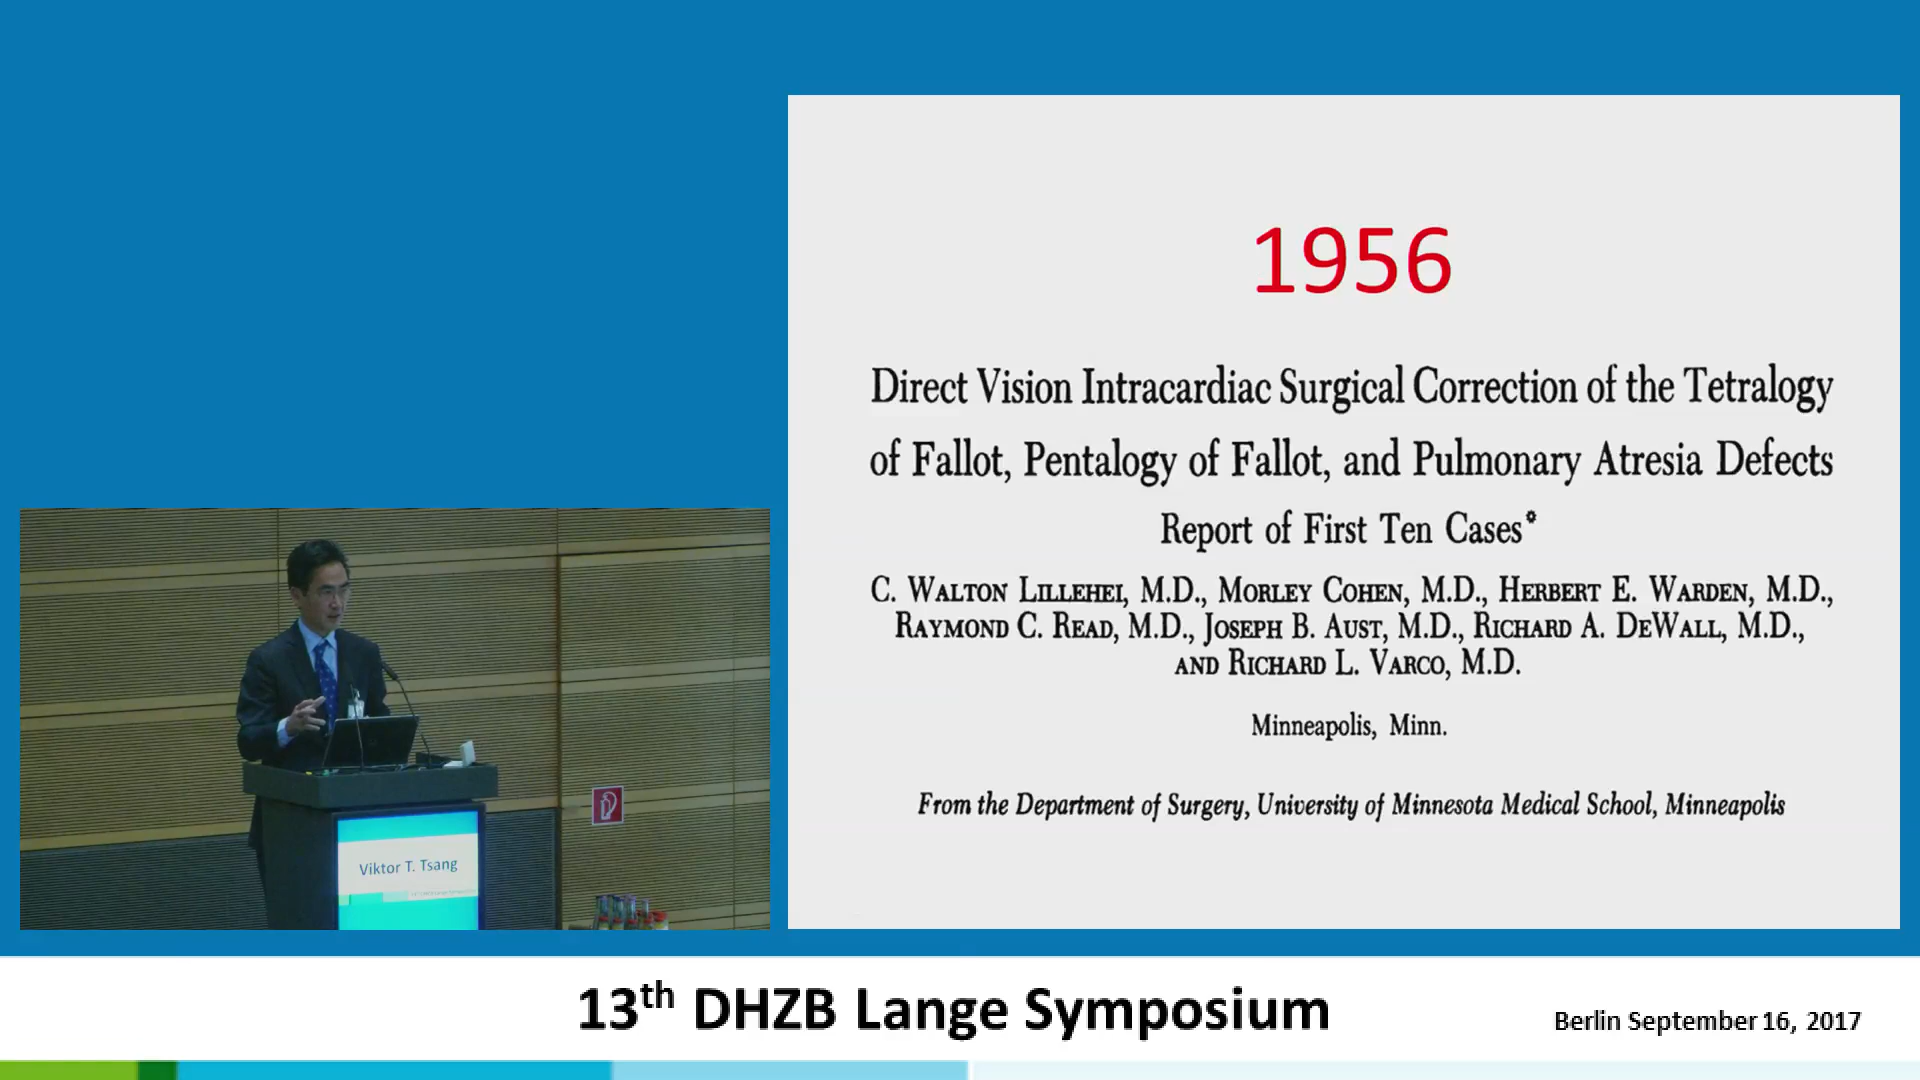 1956
Direct Vision Intracardiac Surgical Correction of the Tetralogy
of Fallot, Pentalogy of Fallot, and Pulmonary Atresia Defects
Report of First Ten Cases*
C. WALTON LILLEHEI, M.D., MORLEY COHEN, M.D., HERBERT E. WARDEN, M.D.,
RAYMOND C. READ, M.D., JOSEPH B. AUST, M.D., RICHARD A. DEWALL, M.D.,
AND RICHARD L. VARCO, M.D.
Minneapolis, Minn.
From the Department of Surgery, University of Minnesota Medical School, Minneapolis
Viktor T. Tsang
13th DHZB Lange Symposium
Berlin September 16, 2017